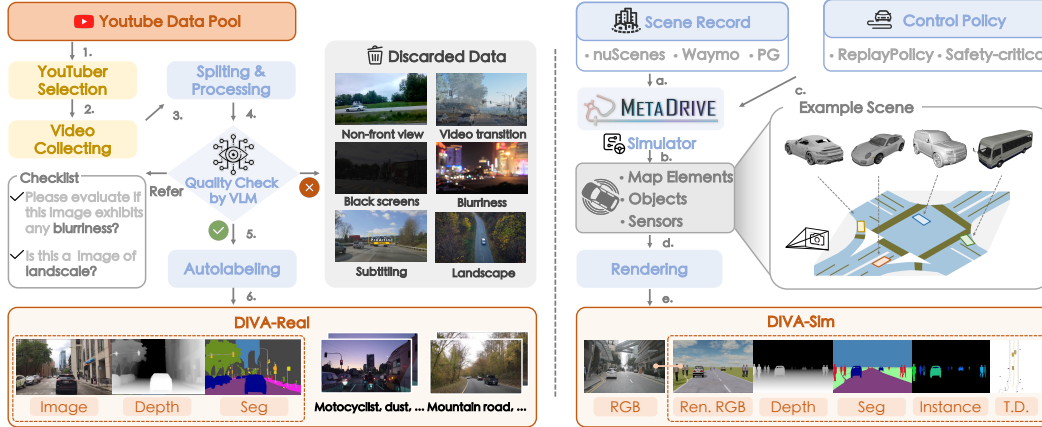 Youtube Data Pool
1.
YouTuber
Selection
2.
Video
Collecting
3.
Spliting &
Processing
4.
Quality Check
by VLM
Refer
Checklist
Please evaluate if
this image exhibits
any blurriness?
Is this a image of
landscale?
5.
Autolabeling
6.
Discarded Data
Non-front view
Video transition
Black screens
Blurriness
Subtitling
Landscape
DIVA-Real
Image
Depth
Seg
Motocyclist, dust, ...
Mountain road, ...
Scene Record
• nuScenes • Waymo • PG
Control Policy
• ReplayPolicy • Safety-critica
a.
c.
METADRIVE
Simulator
b.
• Map Elements
• Objects
• Sensors
d.
Rendering
e.
Example Scene
DIVA-Sim
RGB
Ren. RGB
Depth
Seg
Instance
T.D.